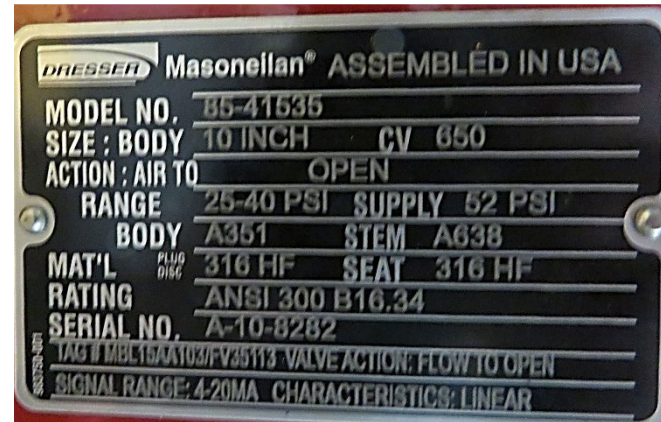 DRESSER Masoneilan® ASSEMBLED IN USA
MODEL NO. 85-41535
SIZE : BODY 10 INCH CV 650
ACTION : AIR TO OPEN
RANGE 25-40 PSI SUPPLY 52 PSI
BODY A351 STEM A638
MAT'L PLUG DISC 316 HF SEAT 316 HF
RATING ANSI 300 B16.34
SERIAL NO. A-10-8282
TAG # MBL15AA103/FV35113 VALVE ACTION: FLOW TO OPEN
SIGNAL RANGE: 4-20MA CHARACTERISTICS: LINEAR